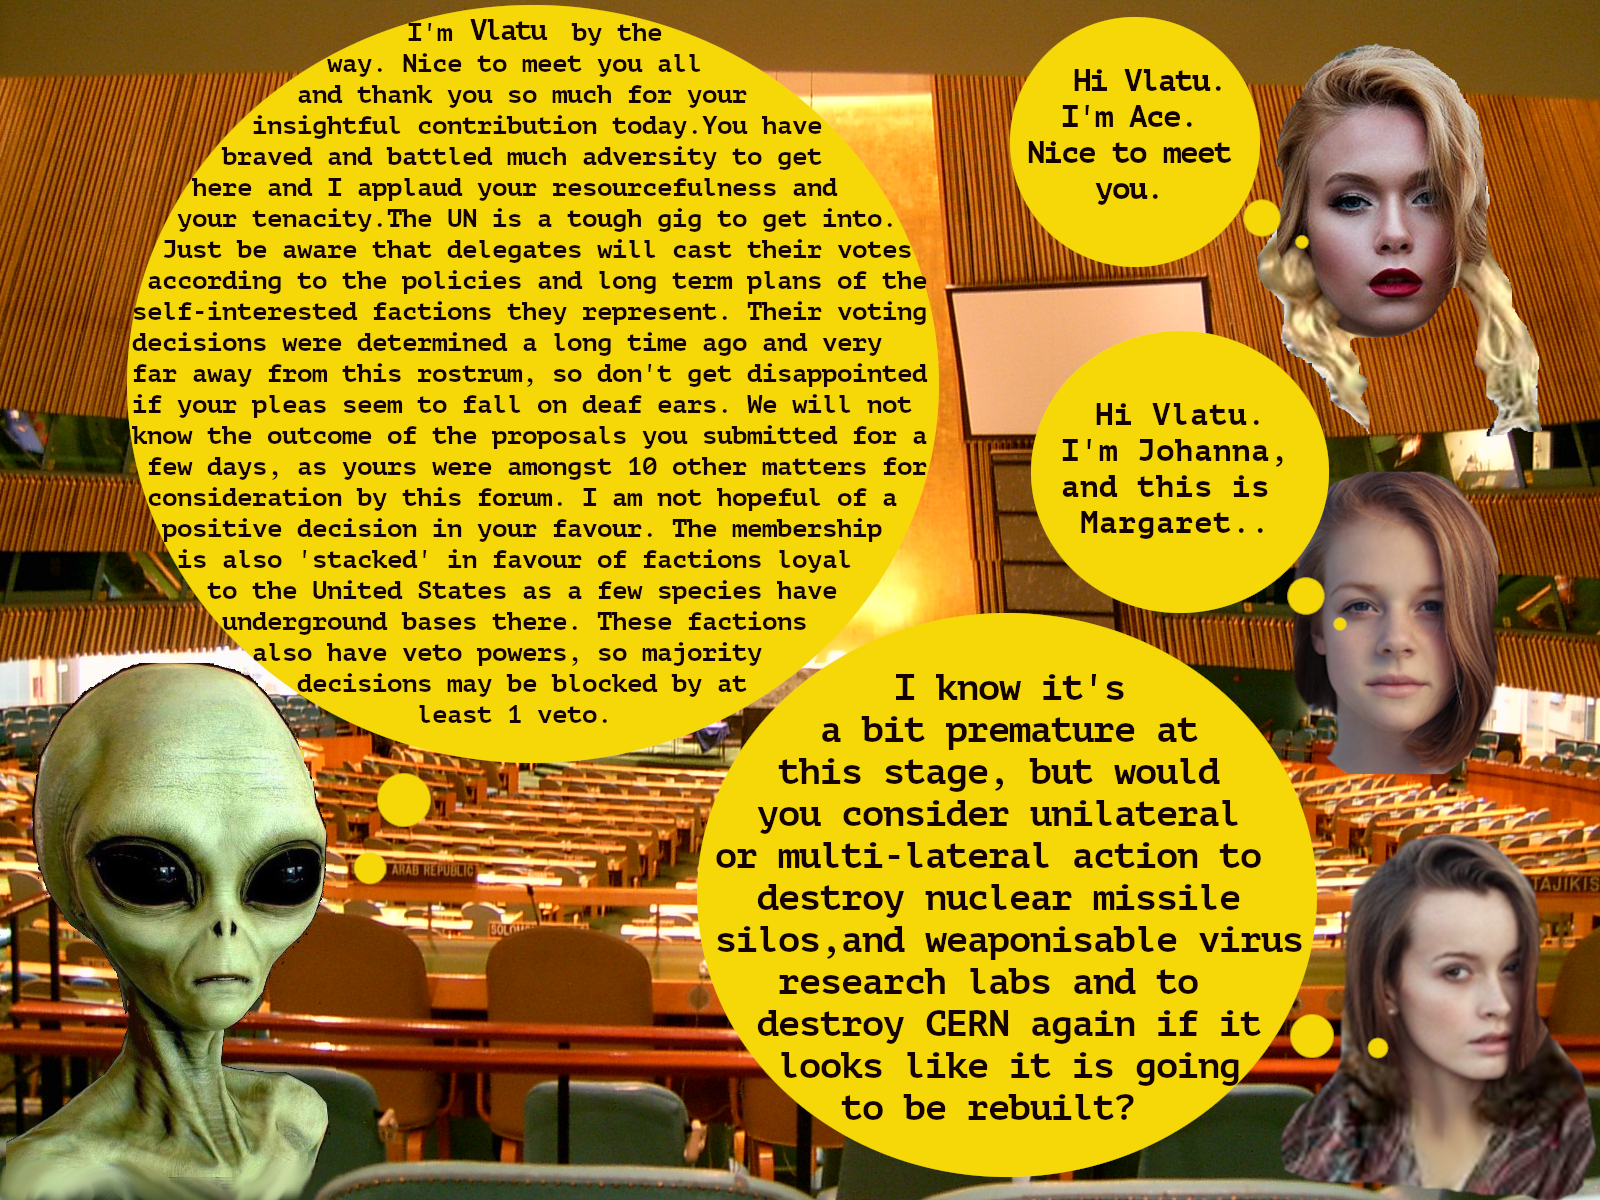 I'm Vlatu by the
way. Nice to meet you all
and thank you so much for your
insightful contribution today.You have
braved and battled much adversity to get
here and I applaud your resourcefulness and
your tenacity.The UN is a tough gig to get into.
Just be aware that delegates will cast their votes
according to the policies and long term plans of the
self-interested factions they represent. Their voting
decisions were determined a long time ago and very
far away from this rostrum, so don't get disappointed
if your pleas seem to fall on deaf ears. We will not
know the outcome of the proposals you submitted for a
few days, as yours were amongst 10 other matters for
consideration by this forum. I am not hopeful of a
positive decision in your favour. The membership
is also 'stacked' in favour of factions loyal
to the United States as a few species have
underground bases there. These factions
also have veto powers, so majority
decisions may be blocked by at
least 1 veto.
Hi Vlatu.
I'm Ace.
Nice to meet
you.
Hi Vlatu.
I'm Johanna,
and this is
Margaret..
I know it's
a bit premature at
this stage, but would
you consider unilateral
or multi-lateral action to
destroy nuclear missile
silos,and weaponisable virus
research labs and to
destroy CERN again if it
looks like it is going
to be rebuilt?
ARAB REPUBLIC
TAJIKIS
SOLOM